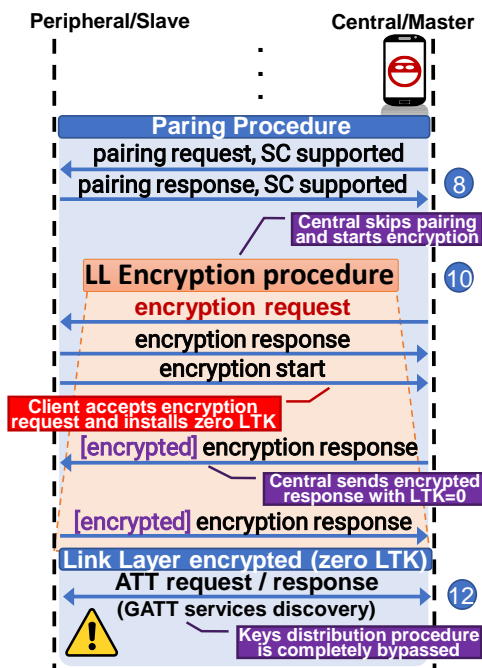 Peripheral/Slave
Central/Master
Paring Procedure
pairing request, SC supported
pairing response, SC supported
8
Central skips pairing
and starts encryption
LL Encryption procedure
10
encryption request
encryption response
encryption start
Client accepts encryption
request and installs zero LTK
[encrypted] encryption response
Central sends encrypted
response with LTK=0
[encrypted] encryption response
Link Layer encrypted (zero LTK)
ATT request / response
12
(GATT services discovery)
Keys distribution procedure
is completely bypassed